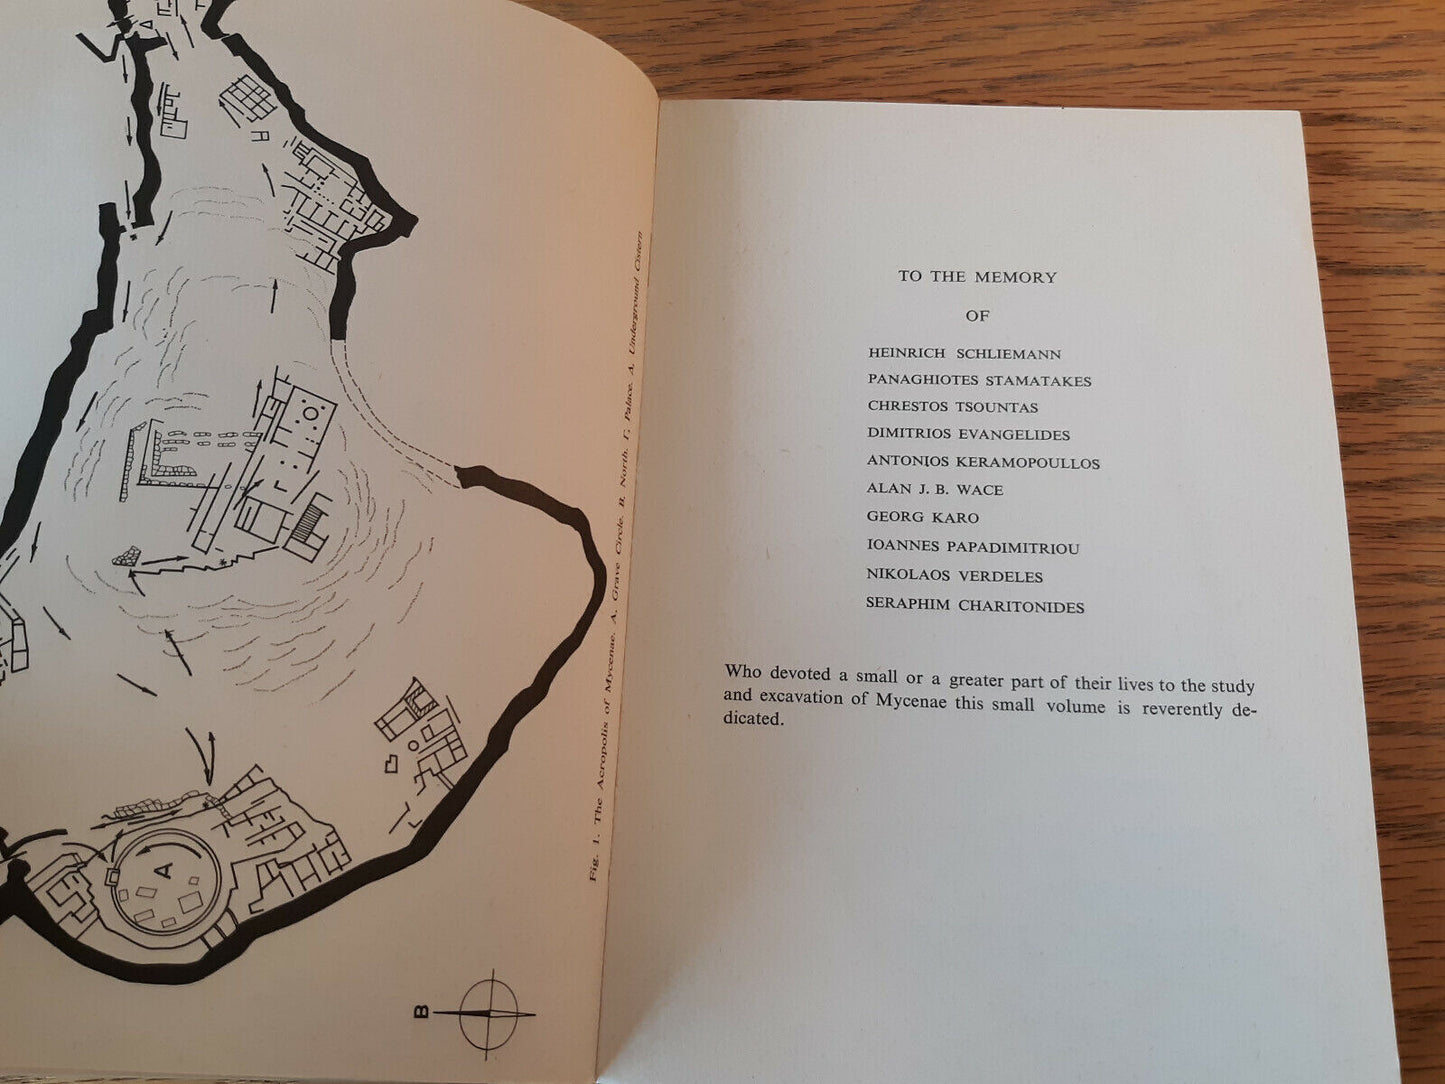 Fig. 1. The Acropolis of Mycenae. A. Grave Circle. B. North. Γ. Palace. Δ. Underground Cistern
A
B
TO THE MEMORY
OF
HEINRICH SCHLIEMANN
PANAGHIOTES STAMATAKES
CHRESTOS TSOUNTAS
DIMITRIOS EVANGELIDES
ANTONIOS KERAMOPOULLOS
ALAN J. B. WACE
GEORG KARO
IOANNES PAPADIMITRIOU
NIKOLAOS VERDELES
SERAPHIM CHARITONIDES
Who devoted a small or a greater part of their lives to the study
and excavation of Mycenae this small volume is reverently de-
dicated.